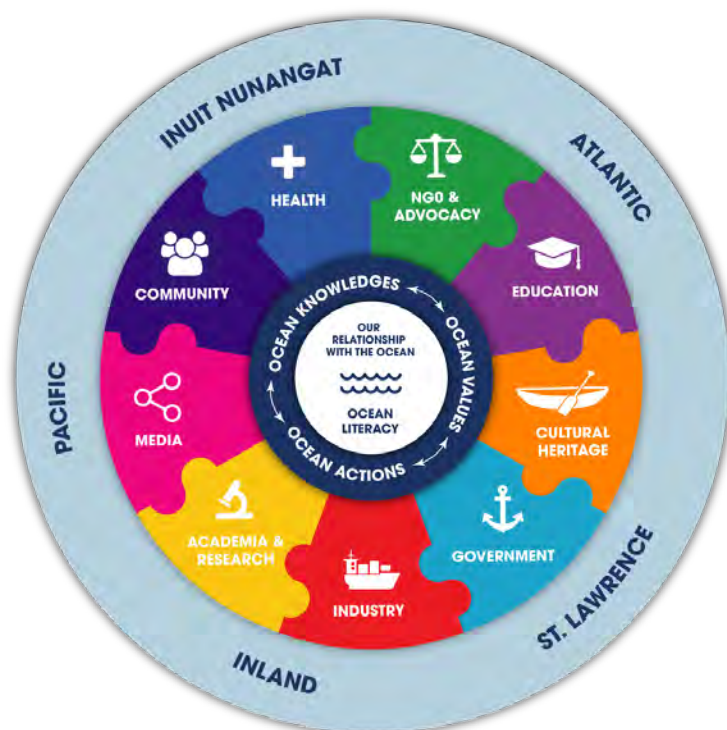 INUIT NUNANGAT
ATLANTIC
ST. LAWRENCE
INLAND
PACIFIC
HEALTH
NG0 &
ADVOCACY
EDUCATION
CULTURAL
HERITAGE
GOVERNMENT
INDUSTRY
ACADEMIA &
RESEARCH
MEDIA
COMMUNITY
OCEAN KNOWLEDGES
OCEAN VALUES
OCEAN ACTIONS
OUR
RELATIONSHIP
WITH THE OCEAN
OCEAN
LITERACY